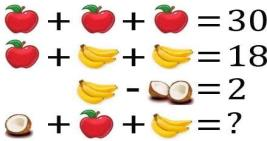 + + = 30
+ + = 18
- = 2
+ + = ?